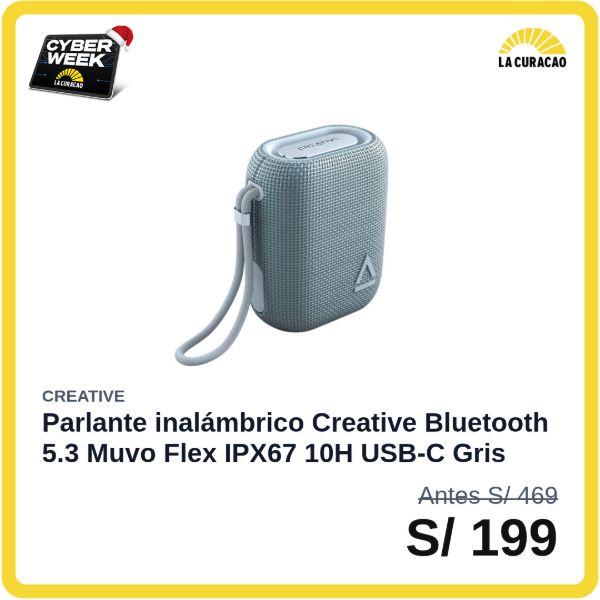 CYBER
WEEK
LA CURACAO
LA CURACAO
CREATIVE
CREATIVE
Parlante inalámbrico Creative Bluetooth
5.3 Muvo Flex IPX67 10H USB-C Gris
Antes S/ 469
S/ 199